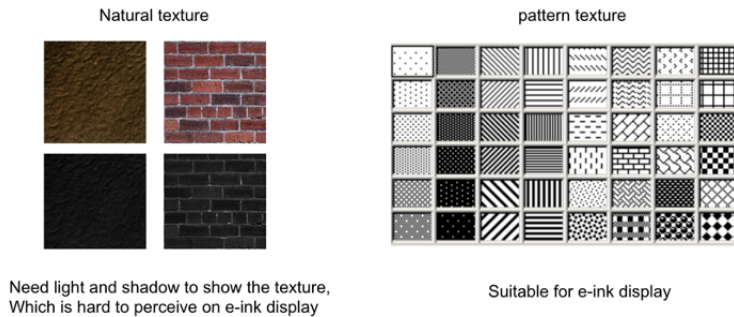 Natural texture
pattern texture
Need light and shadow to show the texture,
Which is hard to perceive on e-ink display
Suitable for e-ink display